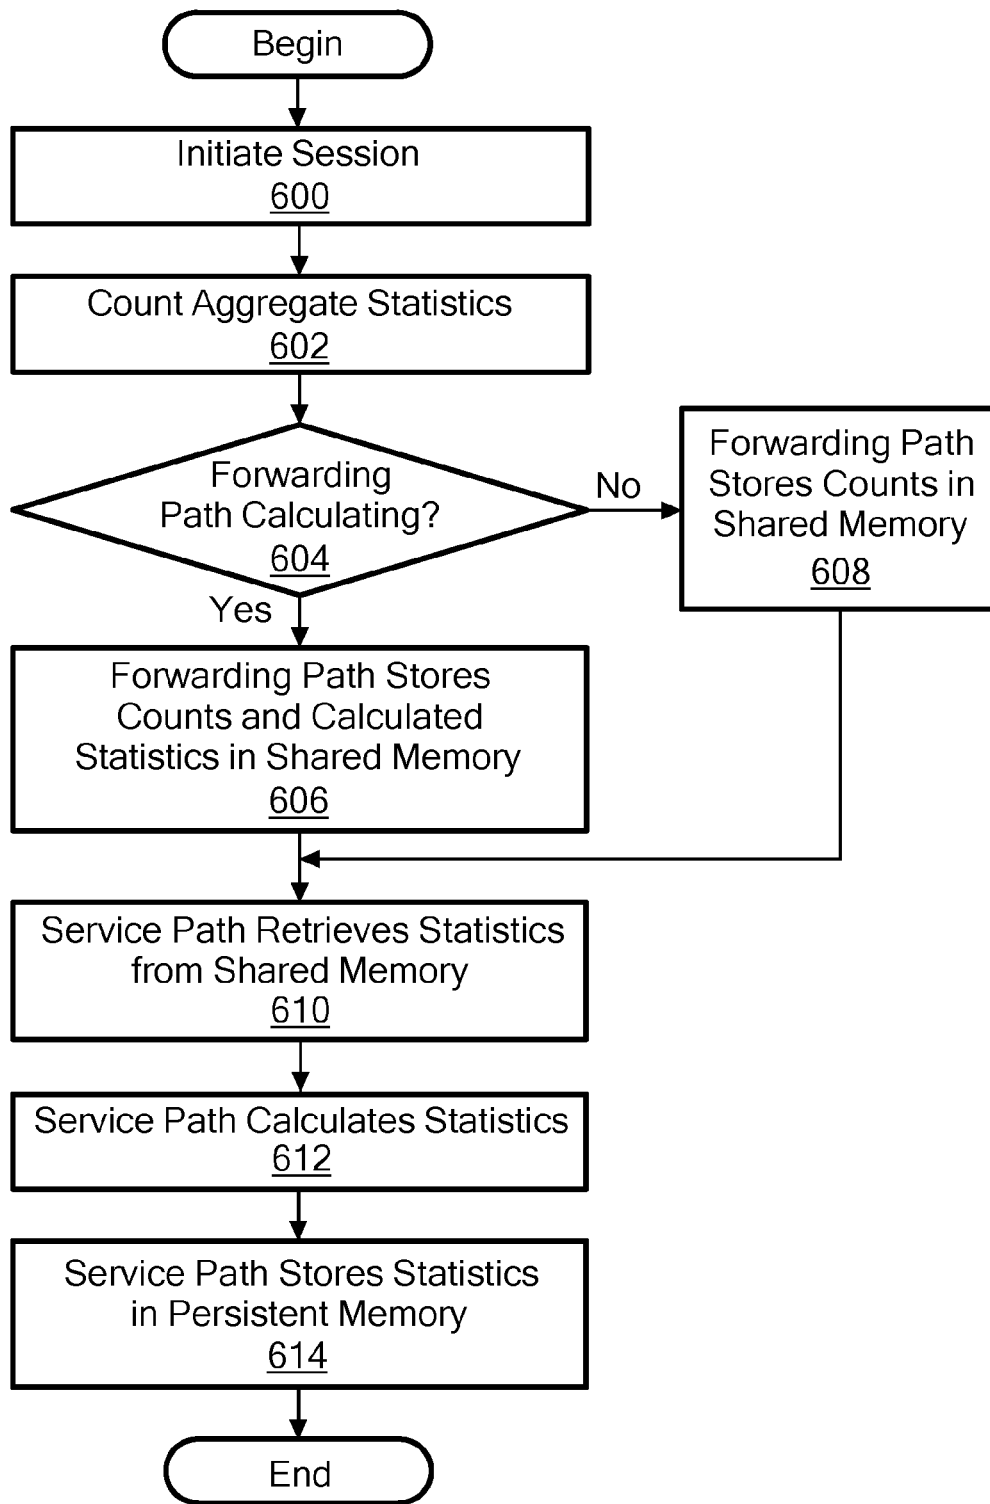 Begin
Initiate Session
600
Count Aggregate Statistics
602
Forwarding
Path Calculating?
604
No
Forwarding Path
Stores Counts in
Shared Memory
608
Yes
Forwarding Path Stores
Counts and Calculated
Statistics in Shared Memory
606
Service Path Retrieves Statistics
from Shared Memory
610
Service Path Calculates Statistics
612
Service Path Stores Statistics
in Persistent Memory
614
End